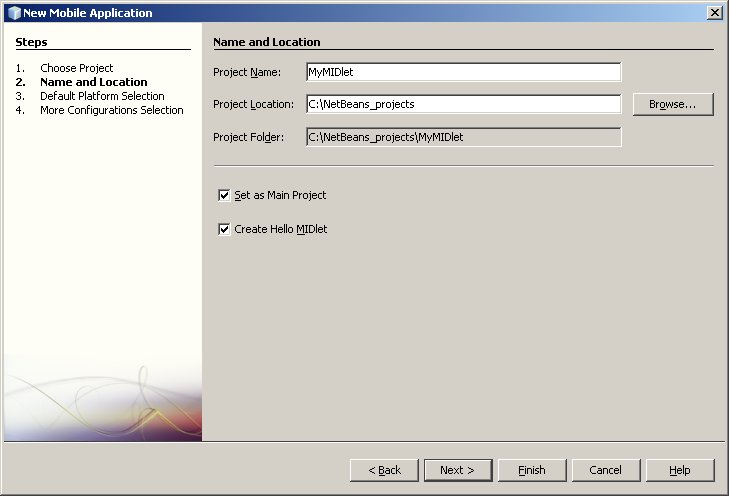 New Mobile Application
Steps
1. Choose Project
2. Name and Location
3. Default Platform Selection
4. More Configurations Selection
Name and Location
Project Name: MyMIDlet
Project Location: C:\NetBeans_projects Browse...
Project Folder: C:\NetBeans_projects\MyMIDlet
Set as Main Project
Create Hello MIDlet
< Back Next > Finish Cancel Help